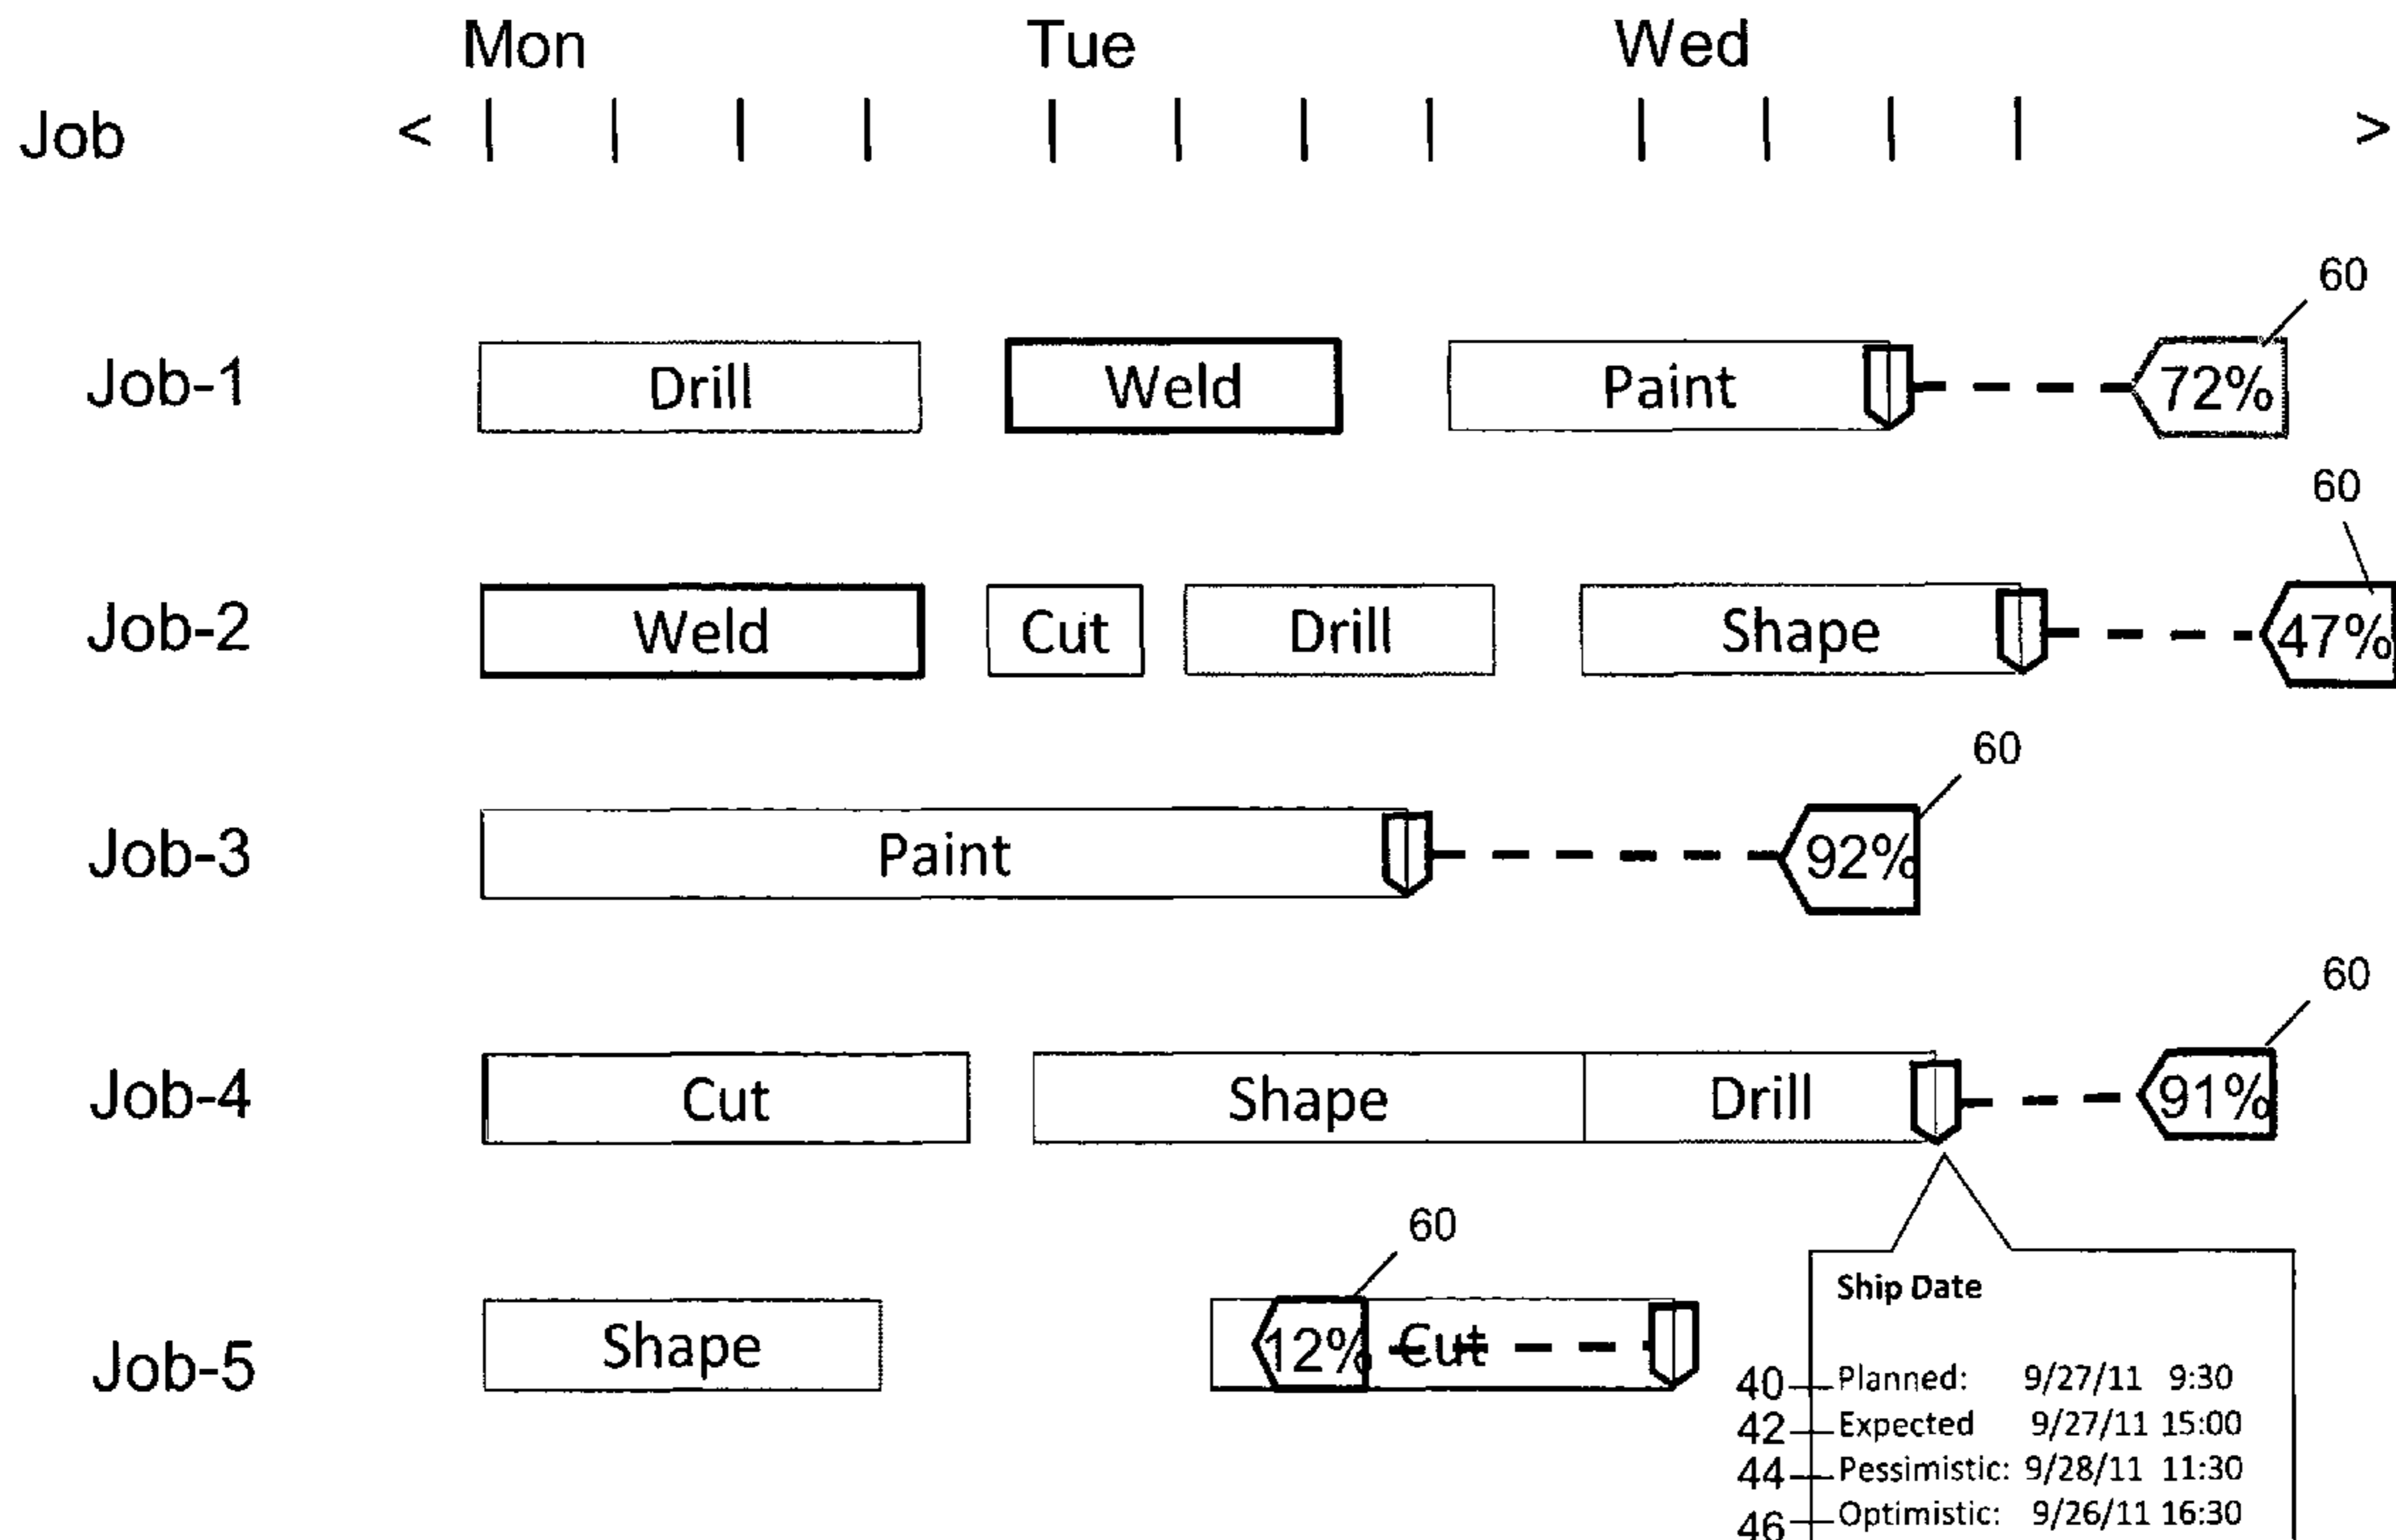 Mon Tue Wed
Job < >
60
Job-1 Drill Weld Paint 72%
60
Job-2 Weld Cut Drill Shape 47%
60
Job-3 Paint 92%
60
Job-4 Cut Shape Drill 91%
60
Job-5 Shape 12% Cut
Ship Date
40 Planned: 9/27/11 9:30
42 Expected 9/27/11 15:00
44 Pessimistic: 9/28/11 11:30
46 Optimistic: 9/26/11 16:30